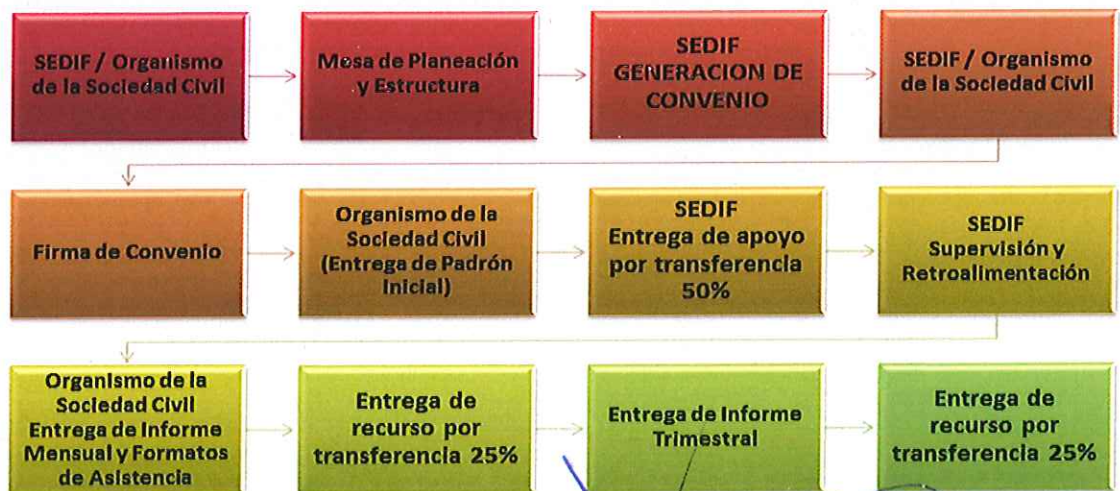 SEDIF / Organismo
de la Sociedad Civil
Mesa de Planeación
y Estructura
SEDIF
GENERACION DE
CONVENIO
SEDIF / Organismo
de la Sociedad Civil
Firma de Convenio
Organismo de la
Sociedad Civil
(Entrega de Padrón
Inicial)
SEDIF
Entrega de apoyo
por transferencia
50%
SEDIF
Supervisión y
Retroalimentación
Organismo de la
Sociedad Civil
Entrega de Informe
Mensual y Formatos
de Asistencia
Entrega de
recurso por
transferencia 25%
Entrega de Informe
Trimestral
Entrega de
recurso por
transferencia 25%